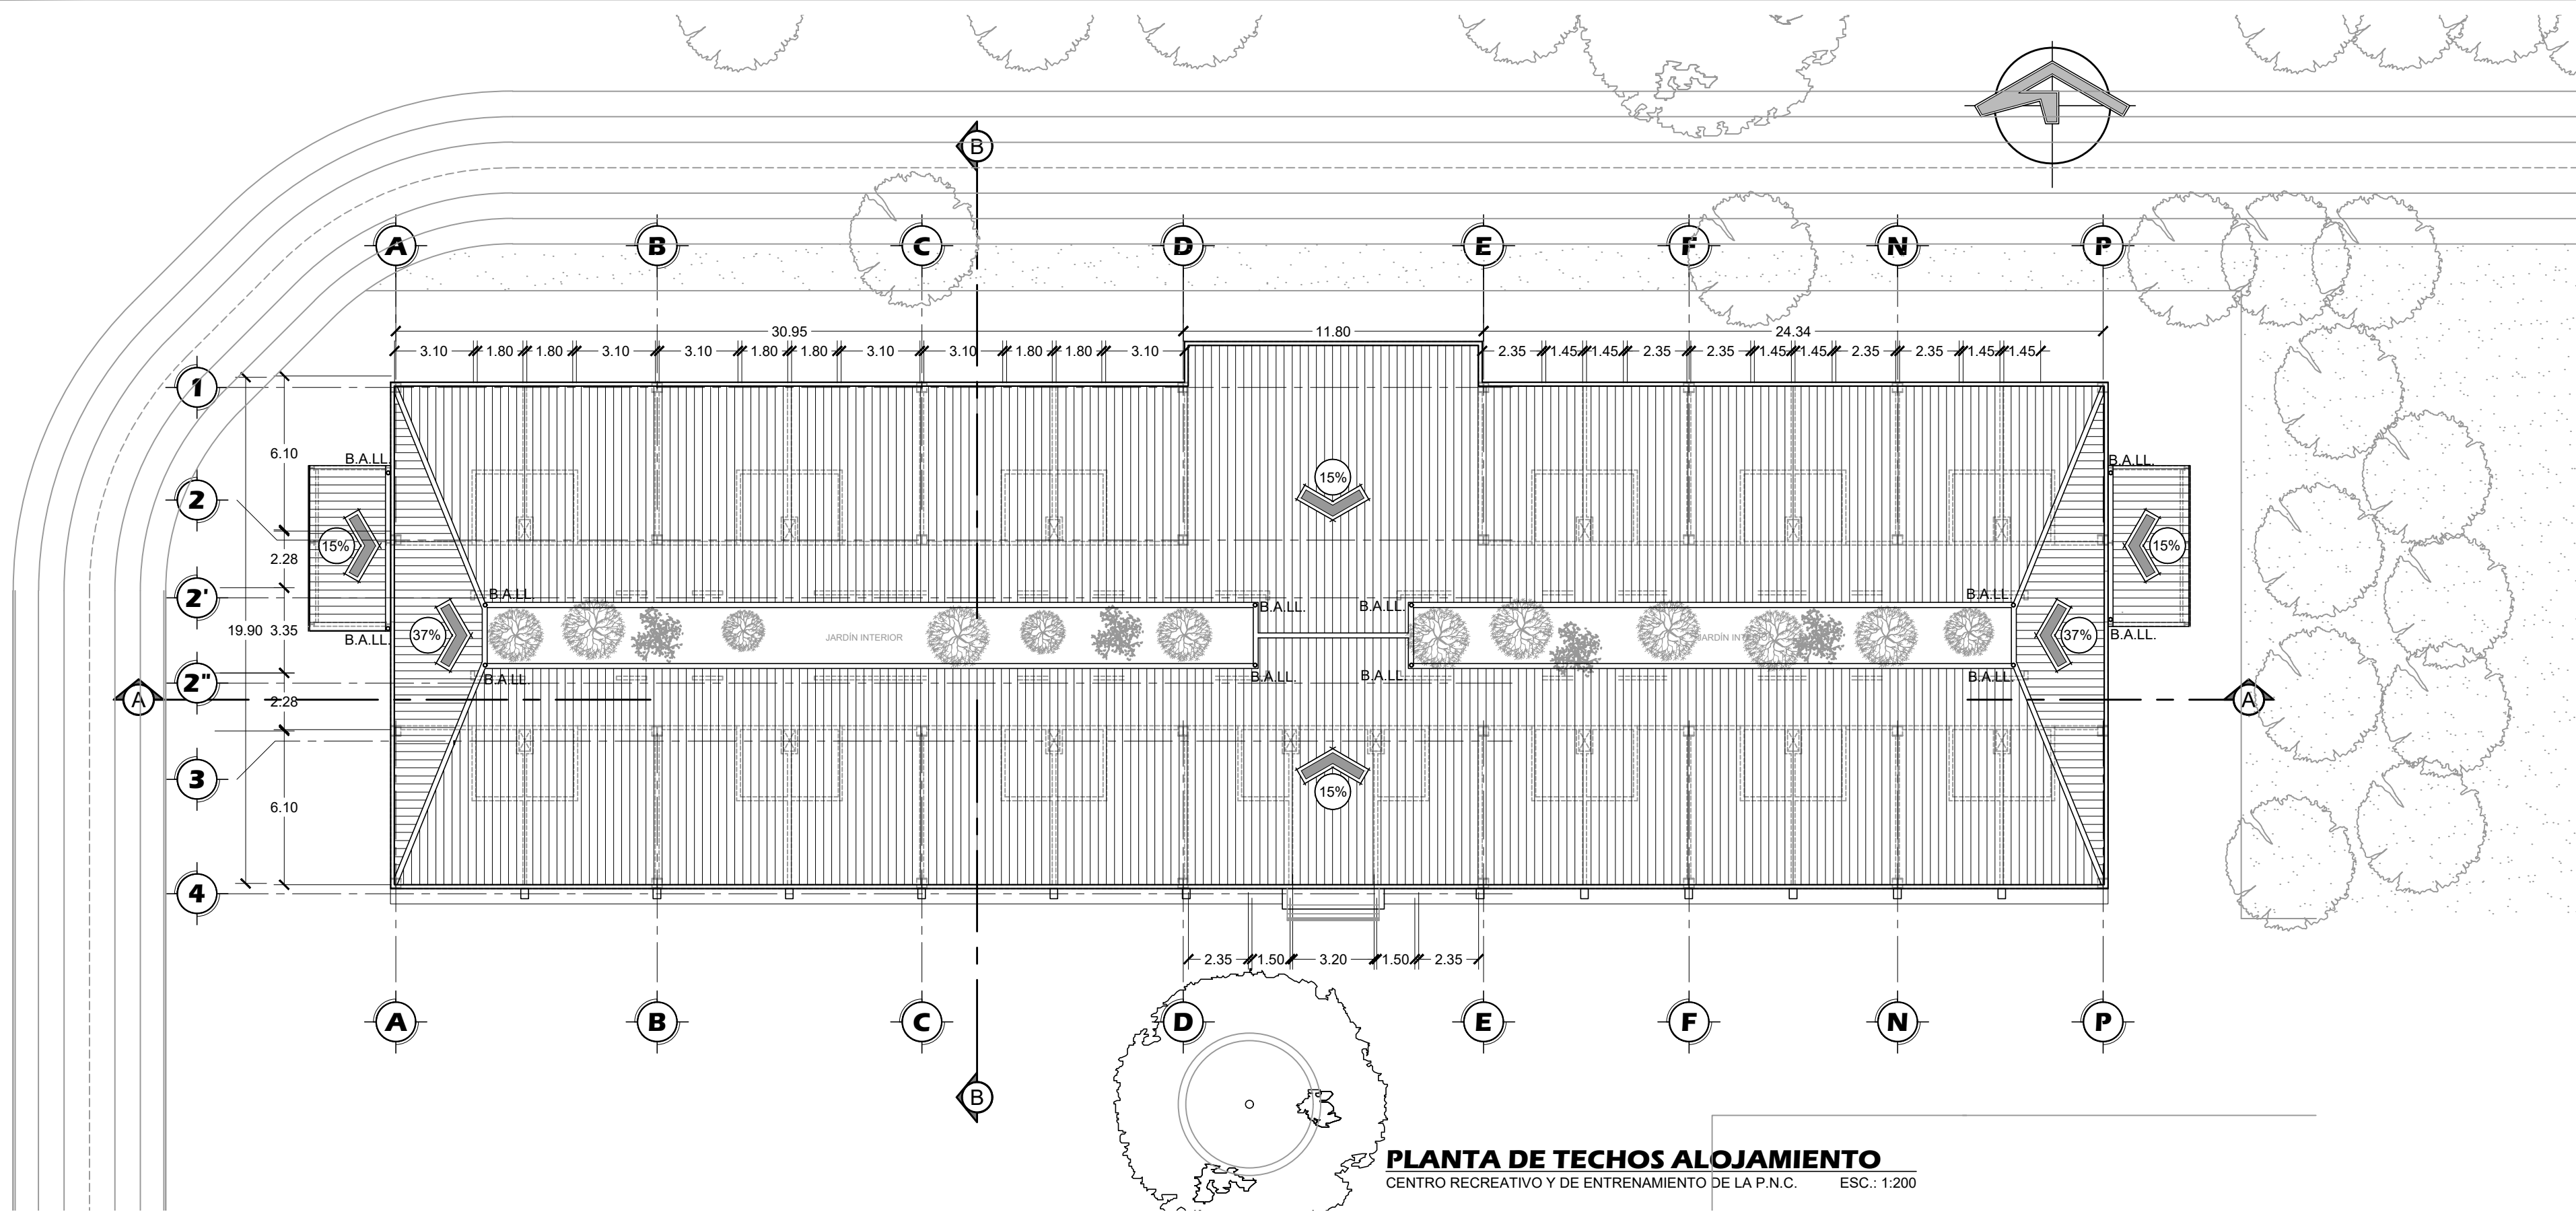 B
A B C D E F N P
30.95 11.80 24.34
3.10 1.80 1.80 3.10 3.10 1.80 1.80 3.10 3.10 1.80 1.80 3.10 2.35 1.45 1.45 2.35 2.35 1.45 1.45 2.35 2.35 1.45 1.45
1
6.10
B.A.LL. B.A.LL.
15%
2
15% 15%
2.28
2'
B.A.LL. B.A.LL. B.A.LL. B.A.LL.
19.90 3.35
B.A.LL. 37% JARDÍN INTERIOR JARDÍN INTERIOR 37% B.A.LL.
2"
B.A.LL. B.A.LL. B.A.LL. B.A.LL.
A 2.28 A
3
15%
6.10
4
2.35 1.50 3.20 1.50 2.35
A B C D E F N P
B
PLANTA DE TECHOS ALOJAMIENTO
CENTRO RECREATIVO Y DE ENTRENAMIENTO DE LA P.N.C. ESC.: 1:200